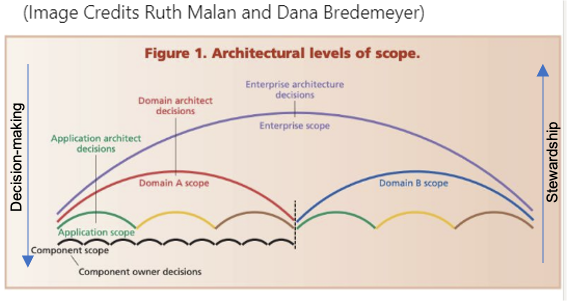 (Image Credits Ruth Malan and Dana Bredemeyer)
Figure 1. Architectural levels of scope.
Enterprise architecture
decisions
Domain architect
decisions
Enterprise scope
Application architect
decisions
Domain A scope
Domain B scope
Application scope
Component scope
Component owner decisions
Decision-making
Stewardship